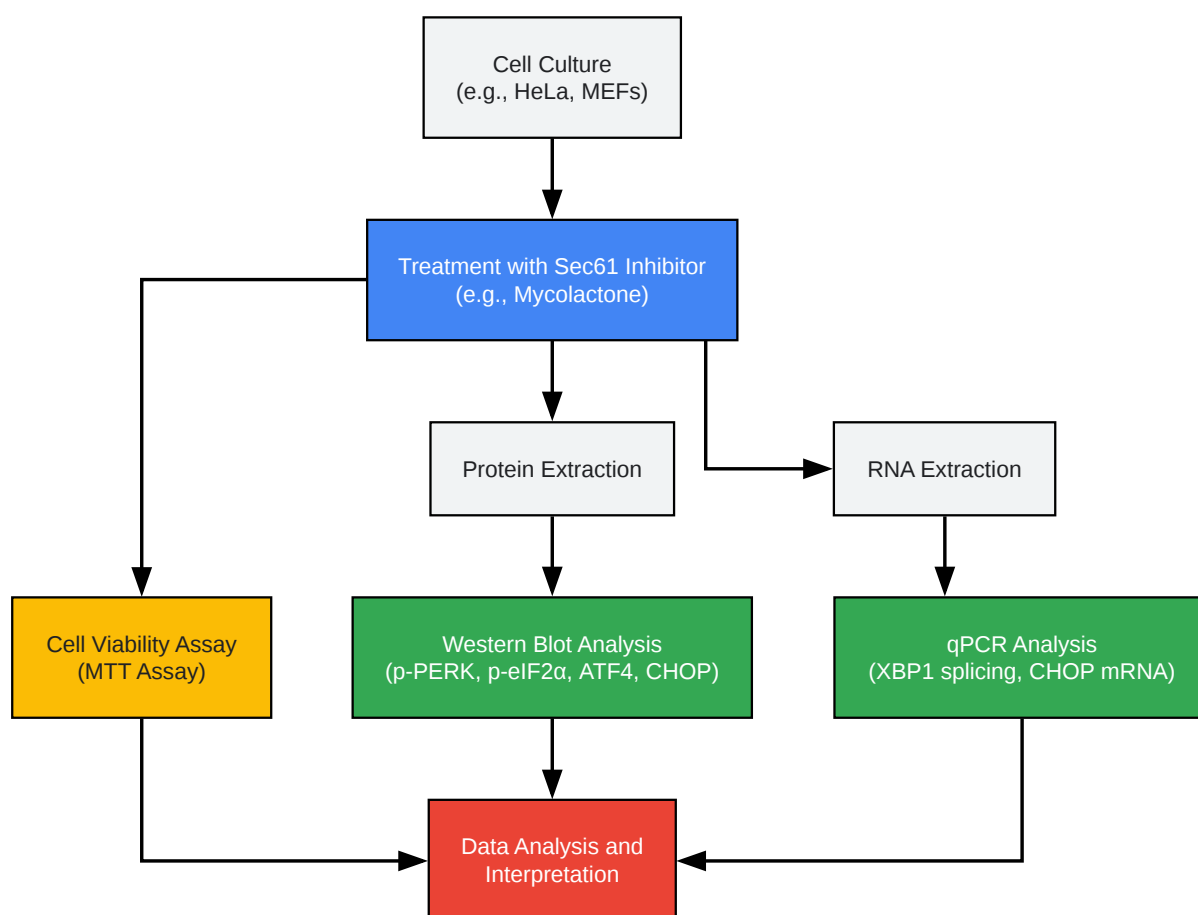 Cell Culture
(e.g., HeLa, MEFs)
Treatment with Sec61 Inhibitor
(e.g., Mycolactone)
Protein Extraction
RNA Extraction
Cell Viability Assay
(MTT Assay)
Western Blot Analysis
(p-PERK, p-eIF2α, ATF4, CHOP)
qPCR Analysis
(XBP1 splicing, CHOP mRNA)
Data Analysis and
Interpretation